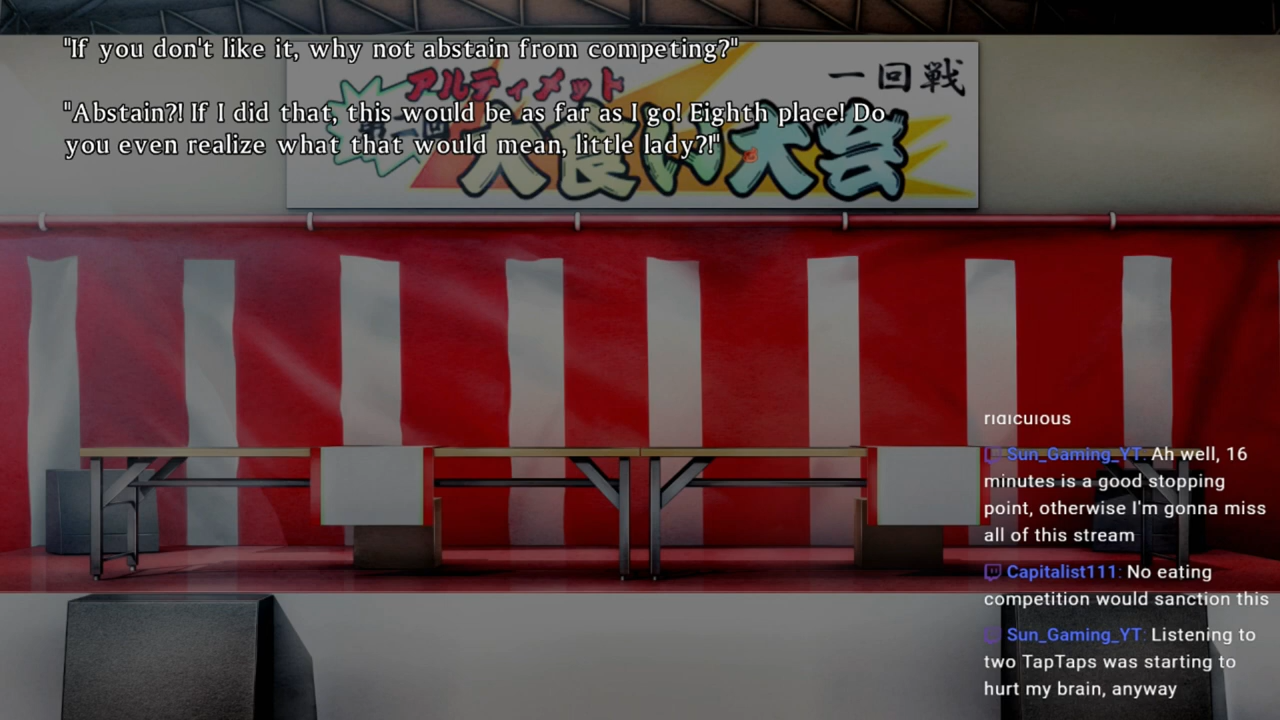 "If you don't like it, why not abstain from competing?"
一回戦
アルティメット
"Abstain?! If I did that, this would be as far as I go! Eighth place! Do
you even realize what that would mean, little lady?!"
大食い大会
ridiculous
Sun_Gaming_YT: Ah well, 16
minutes is a good stopping
point, otherwise I'm gonna miss
all of this stream
Capitalist111: No eating
competition would sanction this
Sun_Gaming_YT: Listening to
two TapTaps was starting to
hurt my brain, anyway